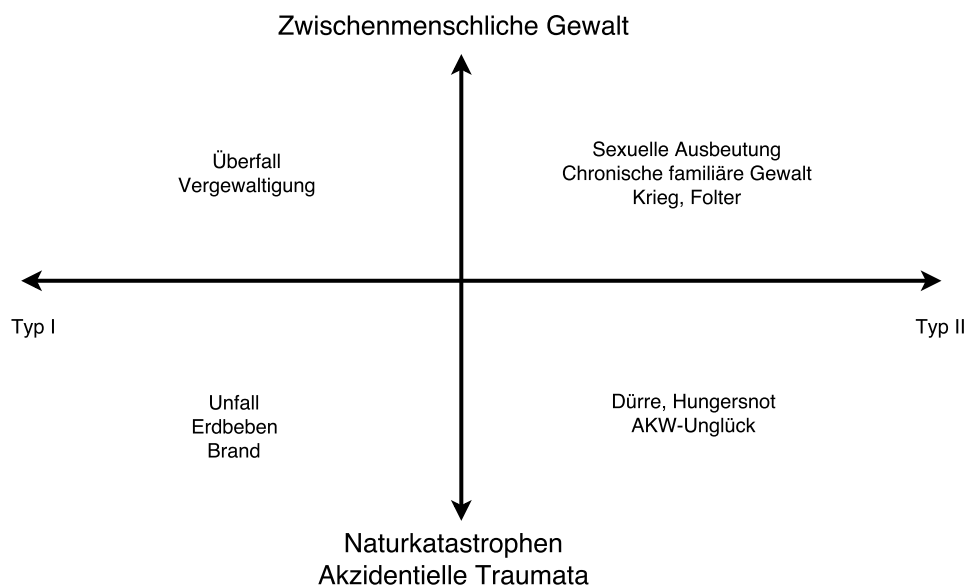 Zwischenmenschliche Gewalt
Überfall
Vergewaltigung
Sexuelle Ausbeutung
Chronische familiäre Gewalt
Krieg, Folter
Typ I
Typ II
Unfall
Erdbeben
Brand
Dürre, Hungersnot
AKW-Unglück
Naturkatastrophen
Akzidentielle Traumata